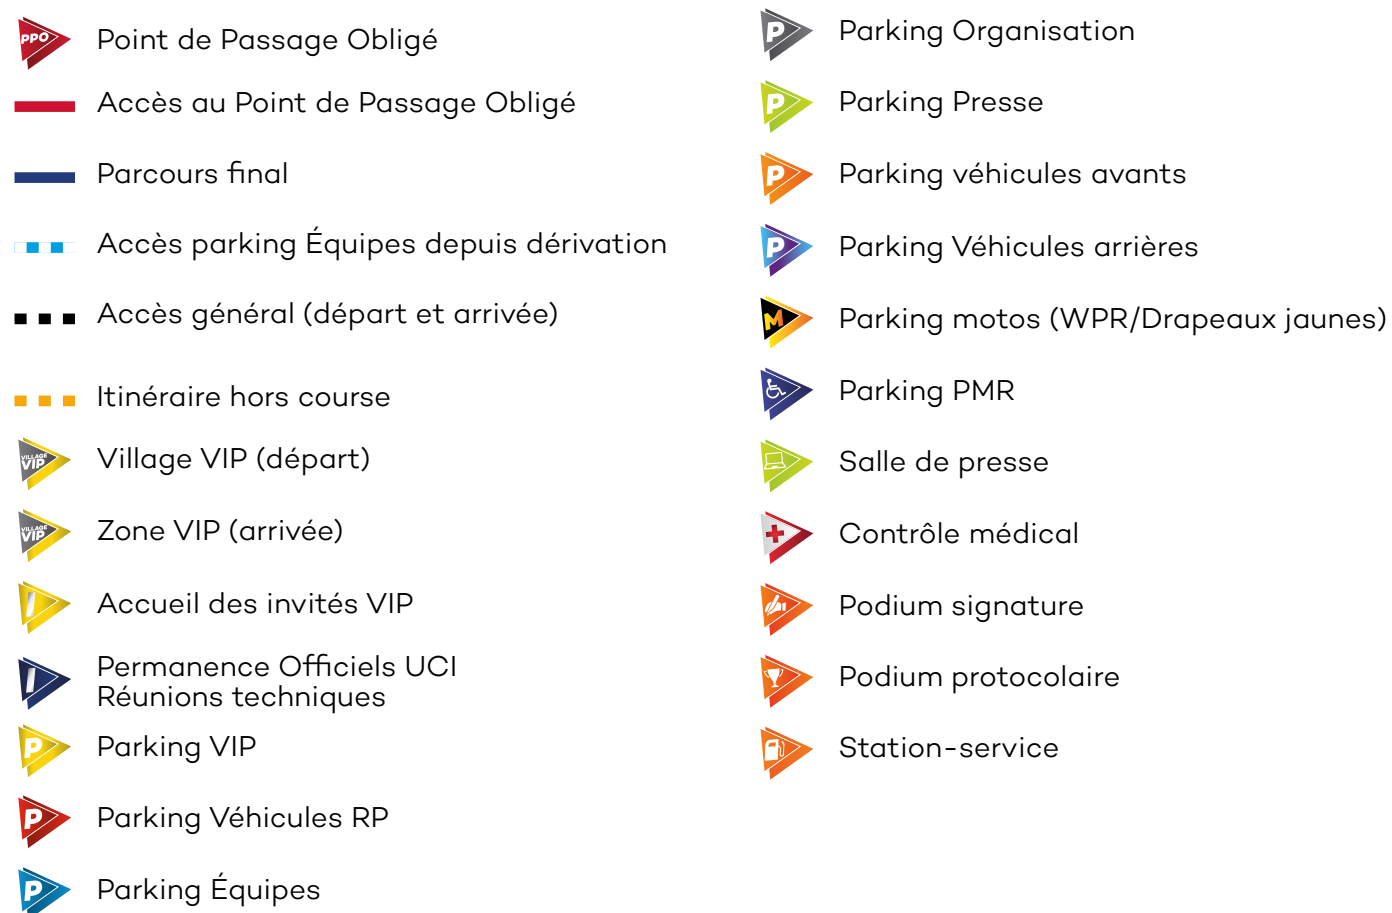 PPO Point de Passage Obligé
Accès au Point de Passage Obligé
Parcours final
Accès parking Équipes depuis dérivation
Accès général (départ et arrivée)
Itinéraire hors course
VILLAGE VIP Village VIP (départ)
VILLAGE VIP Zone VIP (arrivée)
I Accueil des invités VIP
I Permanence Officiels UCI
Réunions techniques
P Parking VIP
P Parking Véhicules RP
P Parking Équipes
P Parking Organisation
P Parking Presse
P Parking véhicules avants
P Parking Véhicules arrières
M Parking motos (WPR/Drapeaux jaunes)
Parking PMR
Salle de presse
Contrôle médical
Podium signature
Podium protocolaire
Station-service